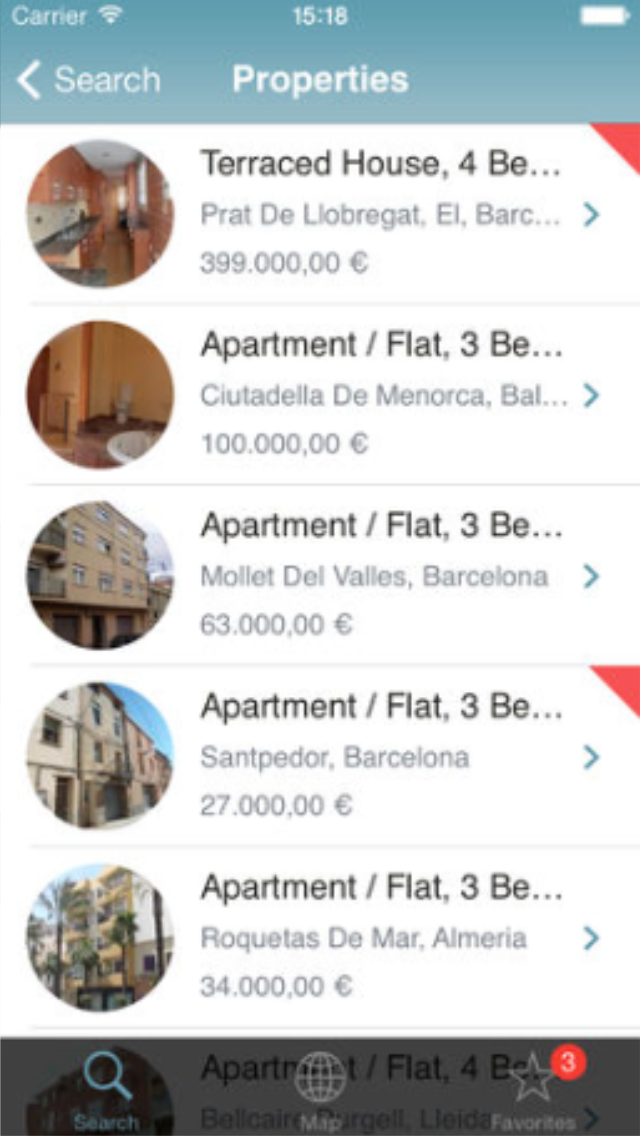 Carrier 15:18
Search Properties
Terraced House, 4 Be...
Prat De Llobregat, El, Barc...
399.000,00 €
Apartment / Flat, 3 Be...
Ciutadella De Menorca, Bal...
100.000,00 €
Apartment / Flat, 3 Be...
Mollet Del Valles, Barcelona
63.000,00 €
Apartment / Flat, 3 Be...
Santpedor, Barcelona
27.000,00 €
Apartment / Flat, 3 Be...
Roquetas De Mar, Almeria
34.000,00 €
Apartment / Flat, 4 Be...
3
Lleida
Search Map Favorites